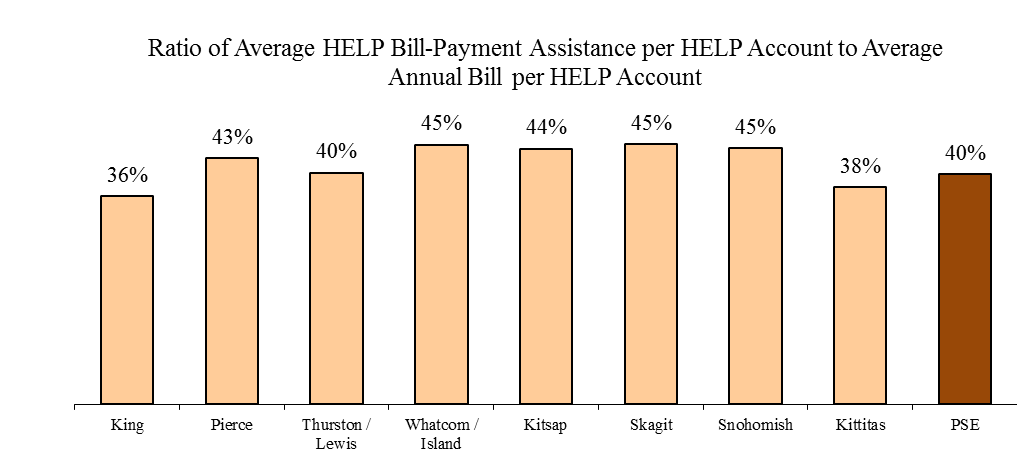 Ratio of Average HELP Bill-Payment Assistance per HELP Account to Average
Annual Bill per HELP Account
36%
43%
40%
45%
44%
45%
45%
38%
40%
King
Pierce
Thurston /
Lewis
Whatcom /
Island
Kitsap
Skagit
Snohomish
Kittitas
PSE